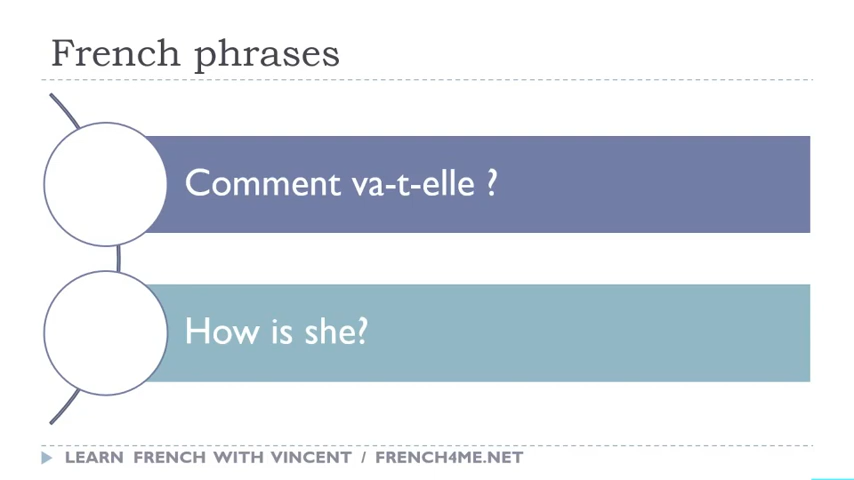 French phrases
Comment va-t-elle ?
How is she?
LEARN FRENCH WITH VINCENT / FRENCH4ME.NET